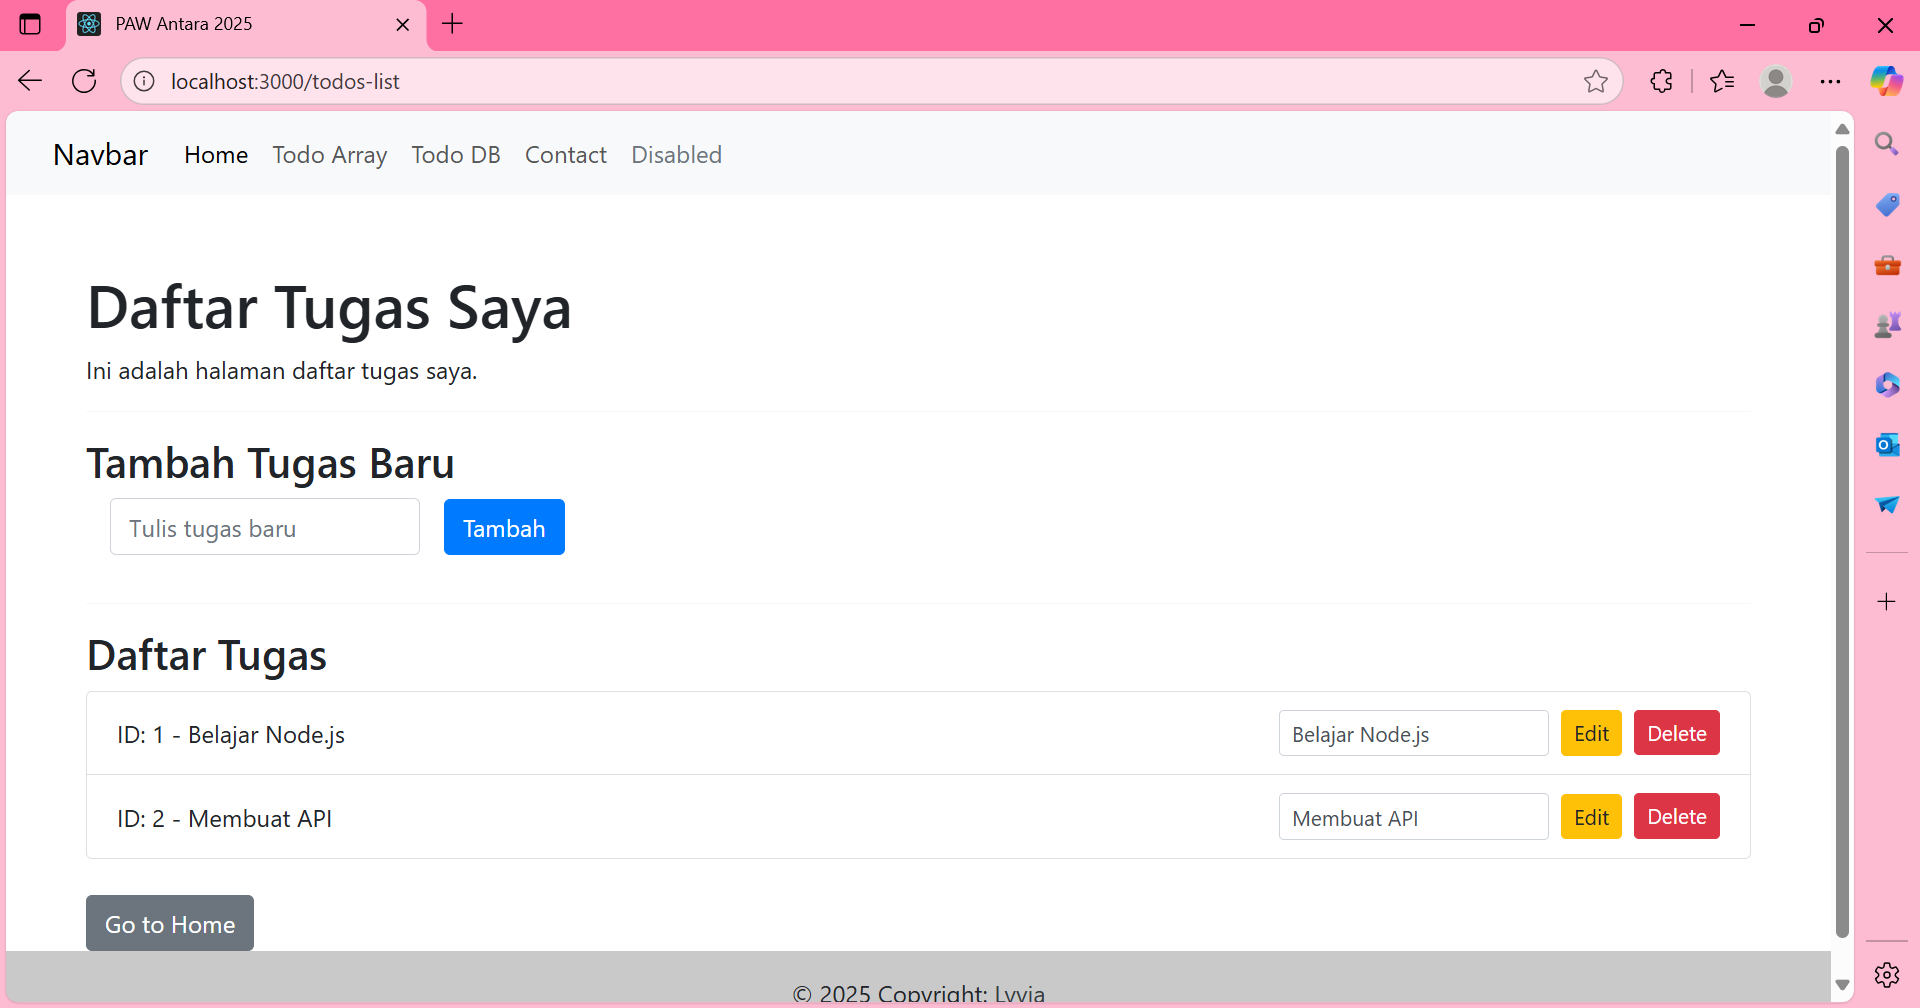 PAW Antara 2025
localhost:3000/todos-list
Navbar Home Todo Array Todo DB Contact Disabled
Daftar Tugas Saya
Ini adalah halaman daftar tugas saya.
Tambah Tugas Baru
Tulis tugas baru Tambah
Daftar Tugas
ID: 1 - Belajar Node.js Belajar Node.js Edit Delete
ID: 2 - Membuat API Membuat API Edit Delete
Go to Home
© 2025 Copyright: Lyvia